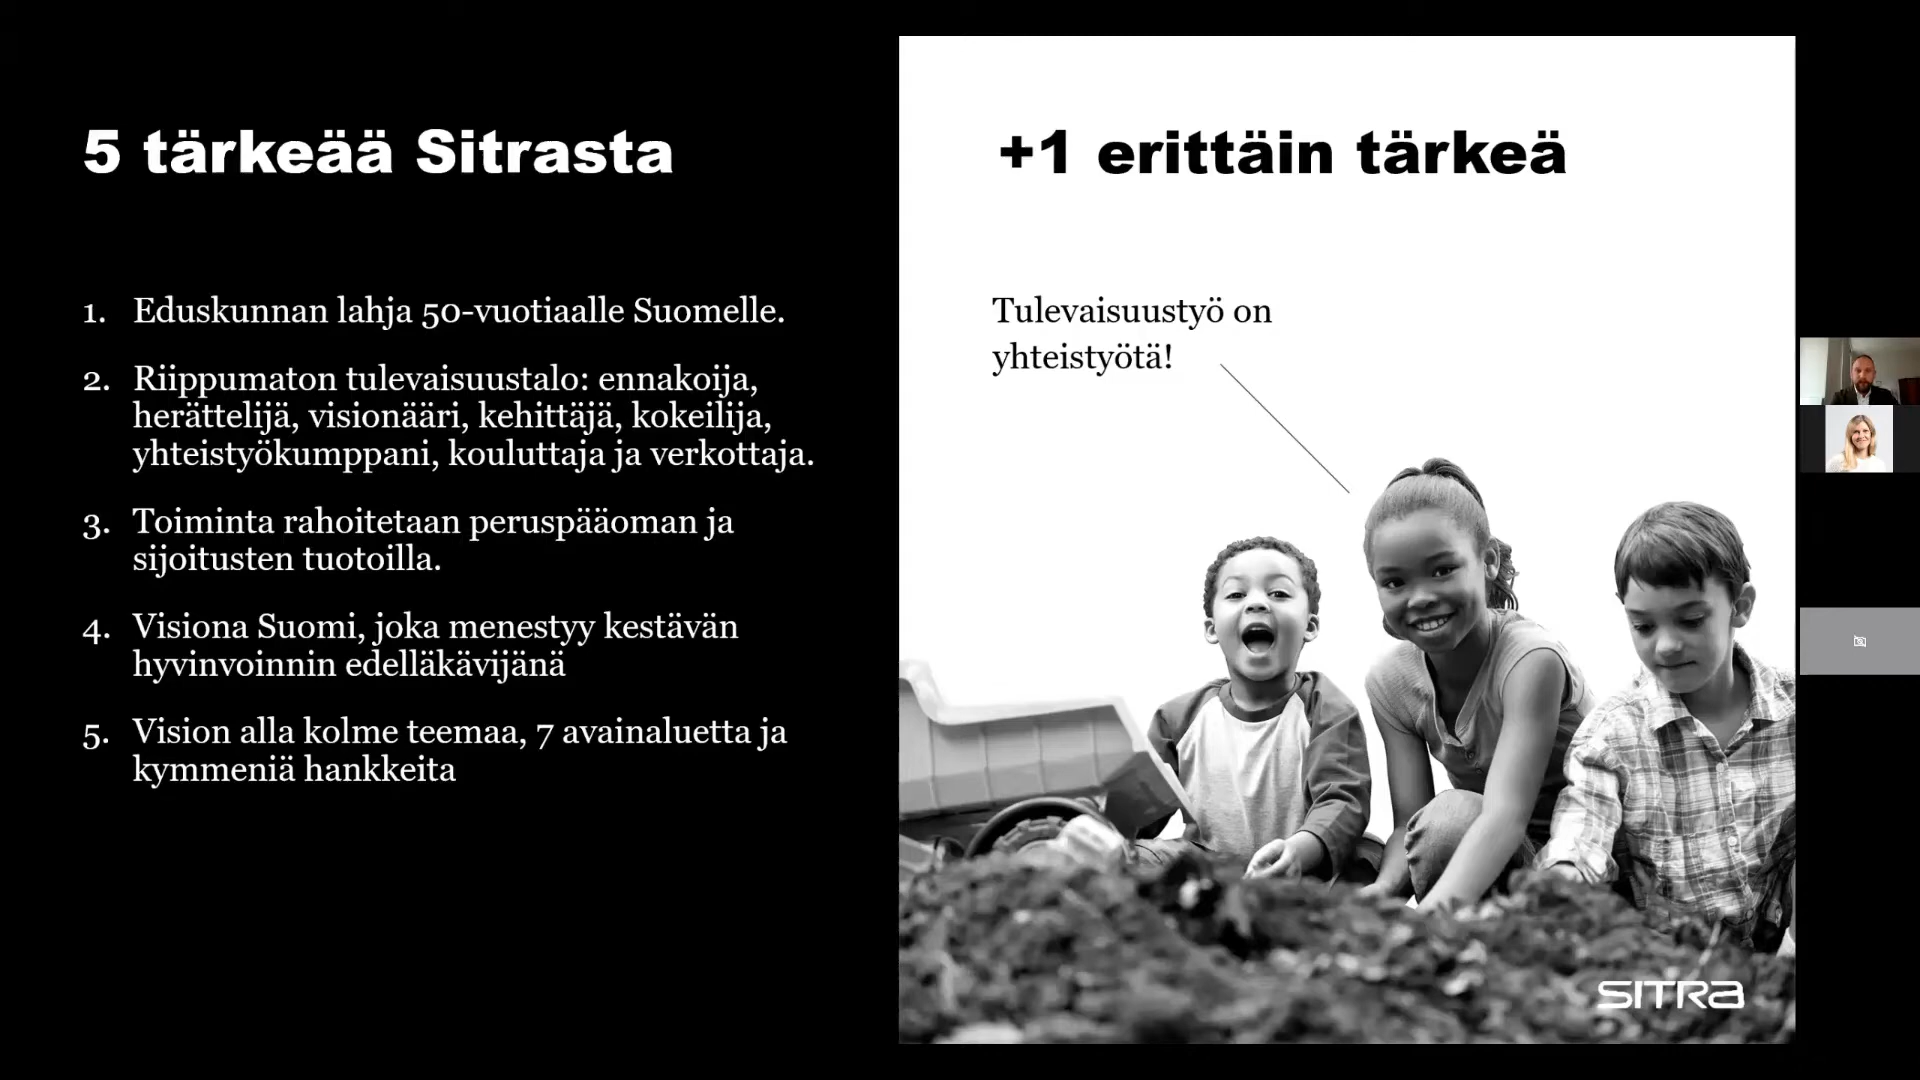 5 tärkeää Sitrasta
1. Eduskunnan lahja 50-vuotiaalle Suomelle.
2. Riippumaton tulevaisuustalo: ennakoija,
herättelijä, visionääri, kehittäjä, kokeilija,
yhteistyökumppani, kouluttaja ja verkottaja.
3. Toiminta rahoitetaan peruspääoman ja
sijoitusten tuotoilla.
4. Visiona Suomi, joka menestyy kestävän
hyvinvoinnin edelläkävijänä
5. Vision alla kolme teemaa, 7 avainaluetta ja
kymmeniä hankkeita
+1 erittäin tärkeä
Tulevaisuustyö on
yhteistyötä!
SITRA